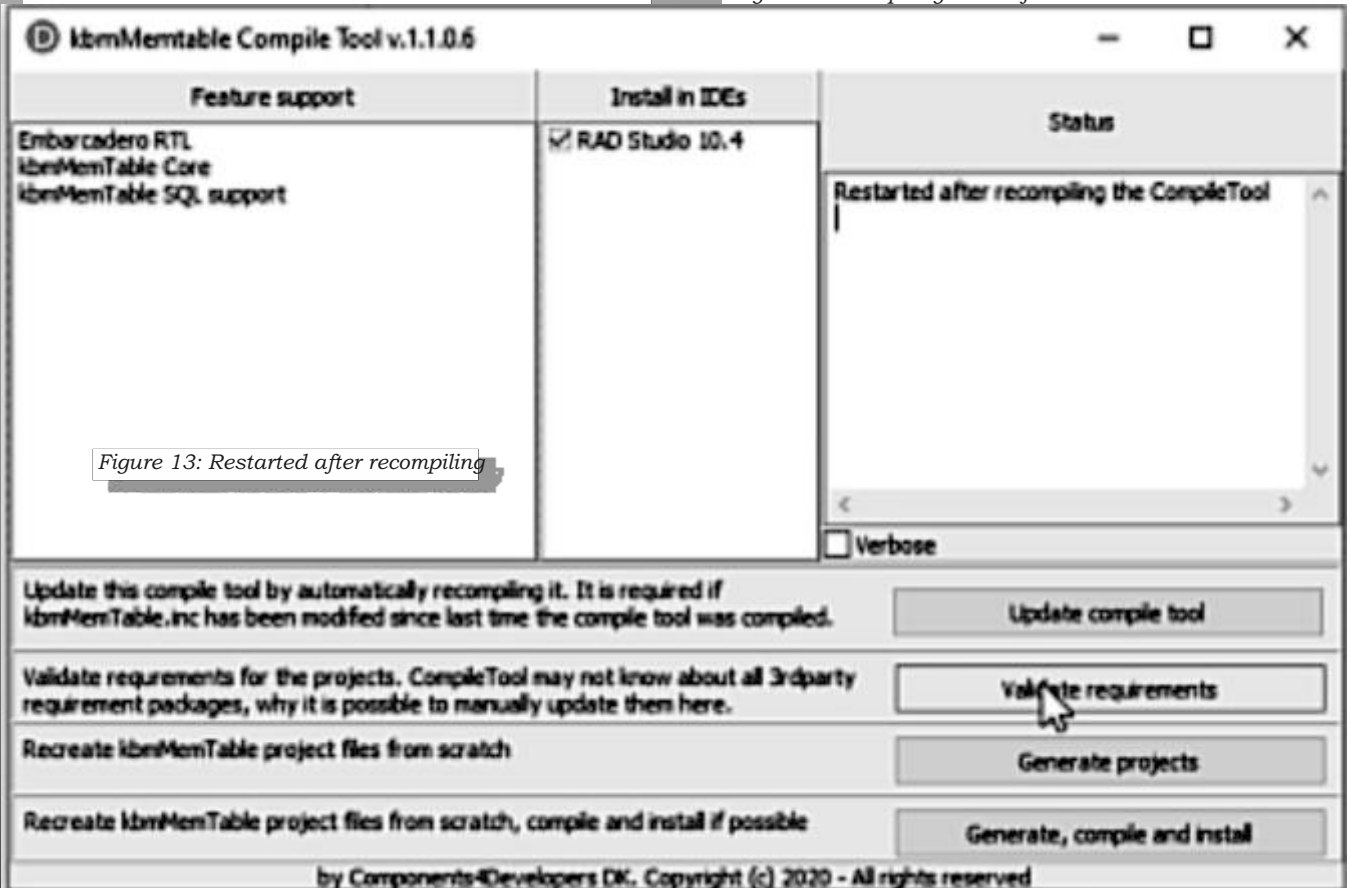 kbmMemtable Compile Tool v.1.1.0.6
Feature support
Install in IDEs
Status
Embarcadero RTL
kbmMemTable Core
kbmMemTable SQL support
RAD Studio 10.4
Restarted after recompiling the CompileTool
Figure 13: Restarted after recompiling
Verbose
Update this compile tool by automatically recompiling it. It is required if
kbmMemTable.inc has been modified since last time the compile tool was compiled.
Update compile tool
Validate requrements for the projects. CompileTool may not know about all 3rdparty
requirement packages, why it is possible to manually update them here.
Validate requirements
Recreate kbmMemTable project files from scratch
Generate projects
Recreate kbmMemTable project files from scratch, compile and install if possible
Generate, compile and install
by Components4Developers DK. Copyright (c) 2020 - All rights reserved